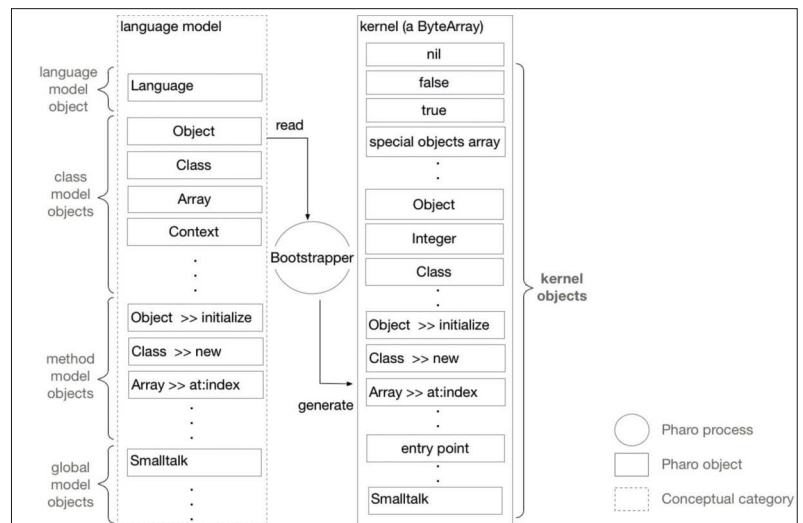 language model
language
model
object
Language
class
model
objects
Object
Class
Array
Context
.
.
.
method
model
objects
Object >> initialize
Class >> new
Array >> at:index
.
.
.
global
model
objects
Smalltalk
.
.
.
read
Bootstrapper
generate
kernel (a ByteArray)
nil
false
true
special objects array
.
.
.
Object
Integer
Class
.
.
.
Object >> initialize
Class >> new
Array >> at:index
.
.
.
entry point
.
.
.
Smalltalk
kernel
objects
Pharo process
Pharo object
Conceptual category